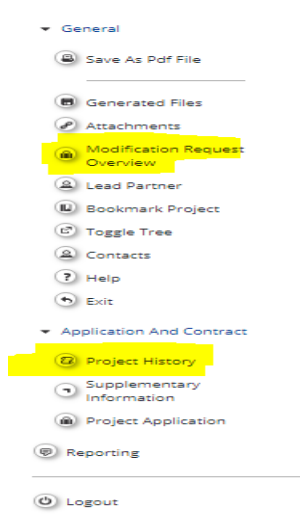 General
Save As Pdf File
Generated Files
Attachments
Modification Request
Overview
Lead Partner
Bookmark Project
Toggle Tree
Contacts
Help
Exit
Application And Contract
Project History
Supplementary
Information
Project Application
Reporting
Logout